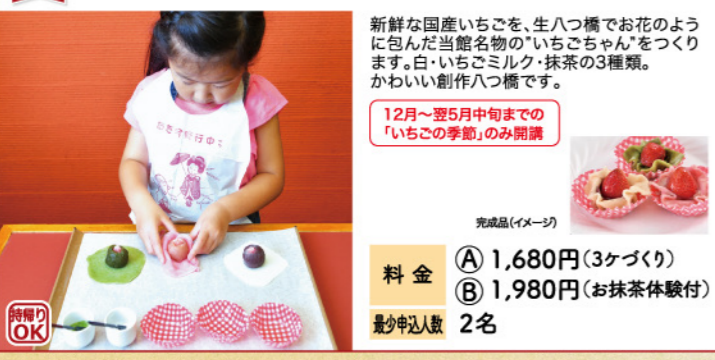 新鮮な国産いちごを、生八つ橋でお花のよう
に包んだ当館名物の"いちごちゃん"をつくり
ます。白・いちごミルク・抹茶の3種類。
かわいい創作八つ橋です。
12月〜翌5月中旬までの
「いちごの季節」のみ開講
完成品(イメージ)
料金
Ⓐ 1,680円(3ケづくり)
Ⓑ 1,980円(お抹茶体験付)
最少申込人数 2名
持帰り
OK